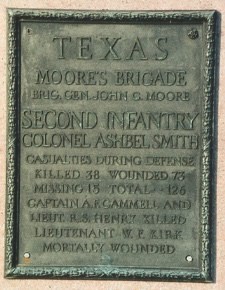 TEXAS
MOORE'S BRIGADE
BRIG. GEN. JOHN C. MOORE
SECOND INFANTRY
COLONEL ASHBEL SMITH
CASUALTIES DURING DEFENSE
KILLED 38 WOUNDED 73
MISSING 15 TOTAL 126
CAPTAIN A.F. CAMMELL AND
LIEUT. R.S. HENRY KILLED
LIEUTENANT W. F. KIRK
MORTALLY WOUNDED